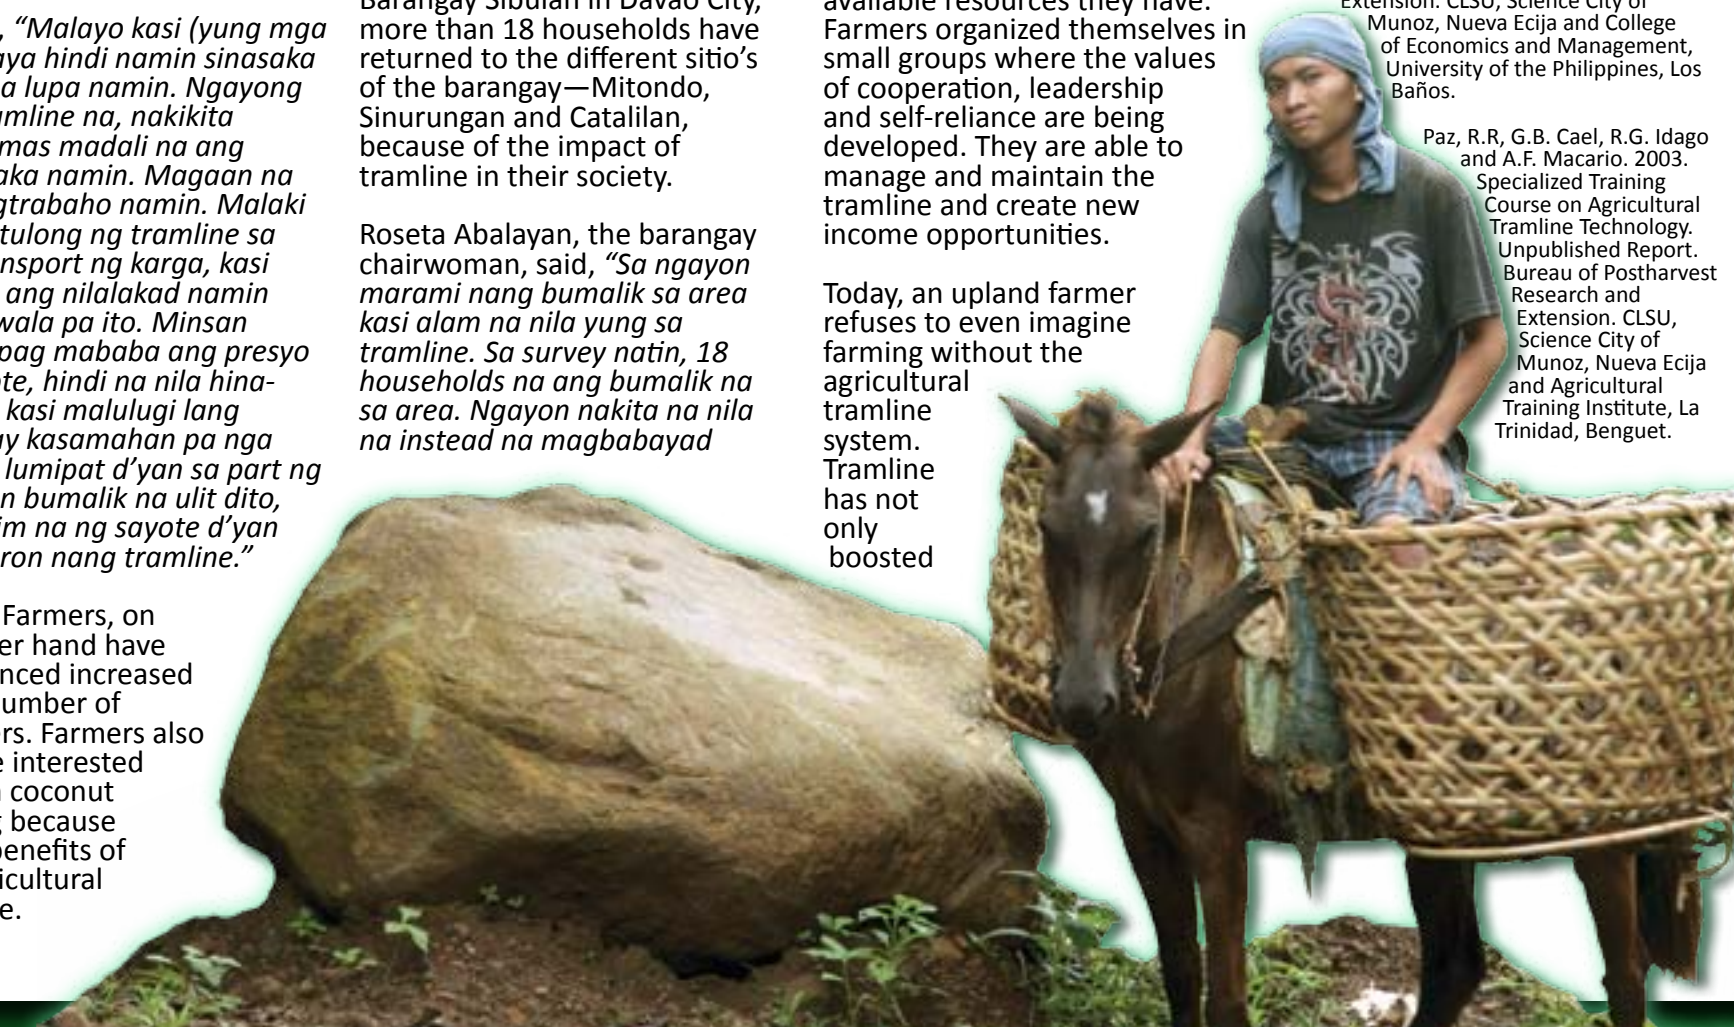 , “Malayo kasi (yung mga
hindi namin sinasaka
lupa namin. Ngayong
na, nakikita
mas madali na ang
namin. Magaan na
namin. Malaki
tulong ng tramline sa
ng karga, kasi
ang nilalakad namin
wala pa ito. Minsan
pag mababa ang presyo
hindi na nila hina-
kasi malulugi lang
kasamahan pa nga
lumipat d’yan sa part ng
bumalik na ulit dito,
na ng sayote d’yan
nang tramline.”
Farmers, on
hand have
increased
of
Farmers also
interested
coconut
because
benefits of
Barangay Sibulan in Davao City,
more than 18 households have
returned to the different sitio’s
of the barangay—Mitondo,
Sinurungan and Catalilan,
because of the impact of
tramline in their society.
Roseta Abalayan, the barangay
chairwoman, said, “Sa ngayon
marami nang bumalik sa area
kasi alam na nila yung sa
tramline. Sa survey natin, 18
households na ang bumalik na
sa area. Ngayon nakita na nila
na instead na magbabayad
available resources they have.
Farmers organized themselves in
small groups where the values
of cooperation, leadership
and self-reliance are being
developed. They are able to
manage and maintain the
tramline and create new
income opportunities.
Today, an upland farmer
refuses to even imagine
farming without the
agricultural
tramline
system.
Tramline
has not
only
boosted
Extension. CLSU, Science City of
Munoz, Nueva Ecija and College
of Economics and Management,
University of the Philippines, Los
Baños.
Paz, R.R, G.B. Cael, R.G. Idago
and A.F. Macario. 2003.
Specialized Training
Course on Agricultural
Tramline Technology.
Unpublished Report.
Bureau of Postharvest
Research and
Extension. CLSU,
Science City of
Munoz, Nueva Ecija
and Agricultural
Training Institute, La
Trinidad, Benguet.